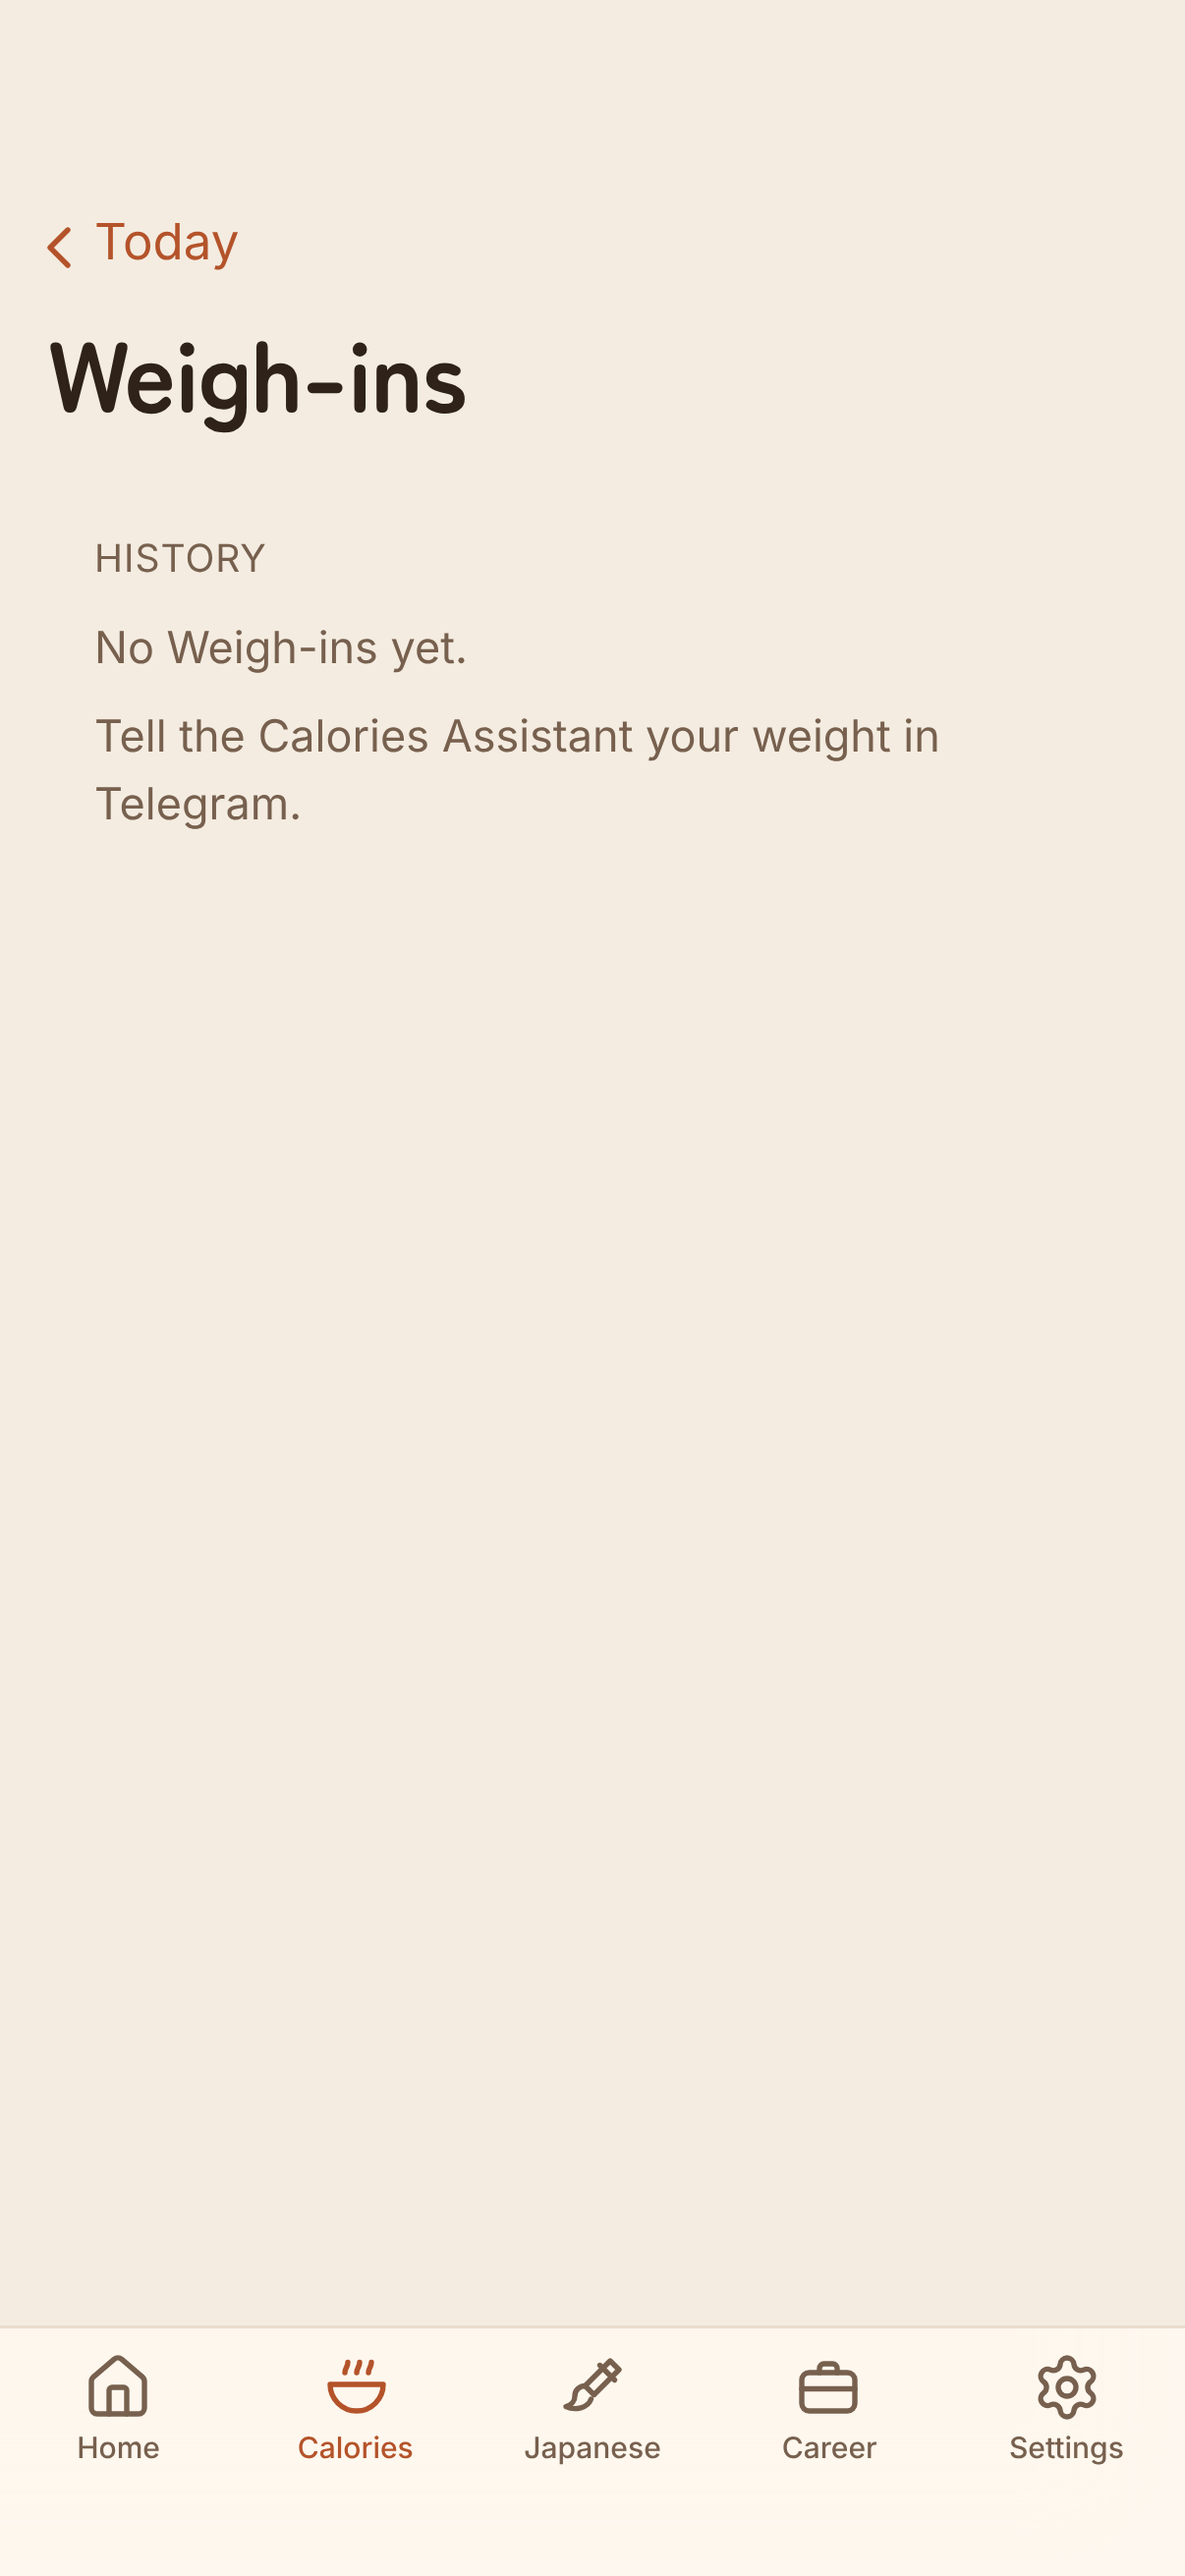 Today
Weigh-ins
HISTORY
No Weigh-ins yet.
Tell the Calories Assistant your weight in
Telegram.
Home
Calories
Japanese
Career
Settings